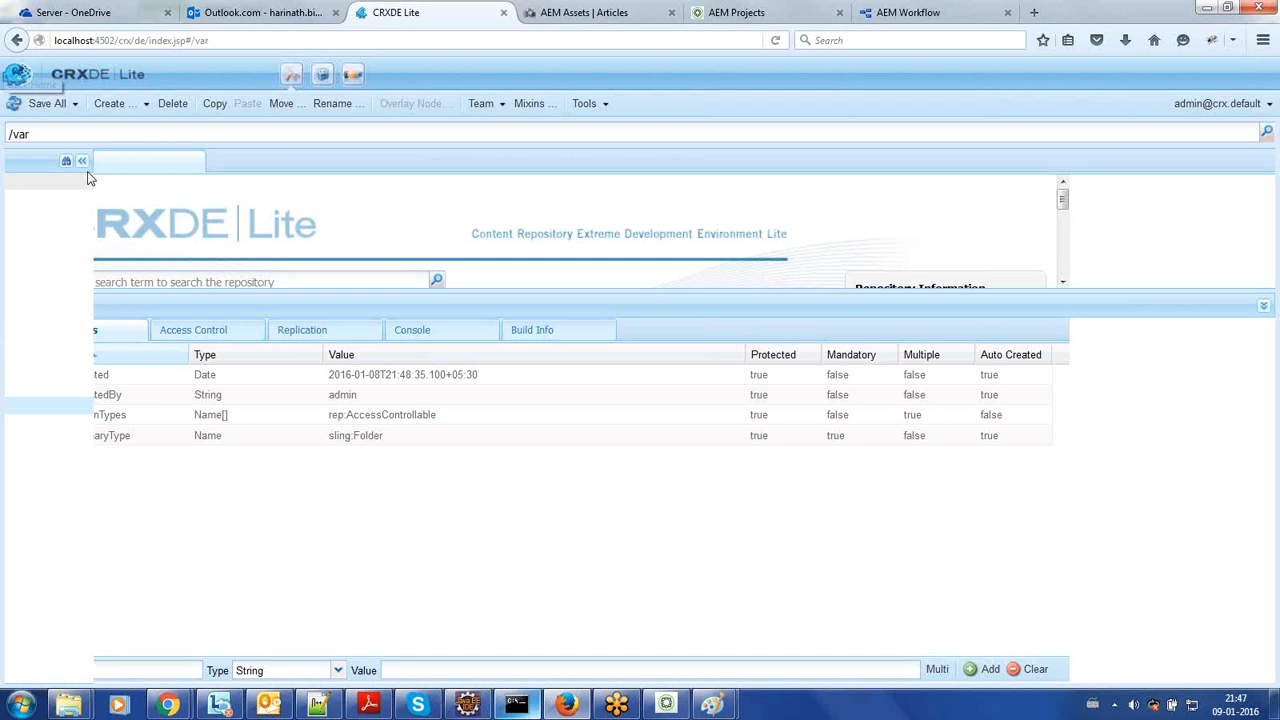 Server - OneDrive
Outlook.com - harinath.bi...
CRXDE Lite
AEM Assets | Articles
AEM Projects
AEM Workflow
localhost:4502/crx/de/index.jsp#/var
Search
CRXDE | Lite
Save All
Create ...
Delete
Copy
Paste
Move ...
Rename ...
Overlay Node...
Team
Mixins ...
Tools
admin@crx.default
/var
RXDE | Lite
Content Repository Extreme Development Environment Lite
search term to search the repository
Repository Information
s
Access Control
Replication
Console
Build Info
Type
Value
Protected
Mandatory
Multiple
Auto Created
ted
Date
2016-01-08T21:48:35.100+05:30
true
false
false
true
tedBy
String
admin
true
false
false
true
nTypes
Name[]
rep:AccessControllable
true
false
true
false
aryType
Name
sling:Folder
true
true
false
true
Type
String
Value
Multi
Add
Clear
21:47
09-01-2016